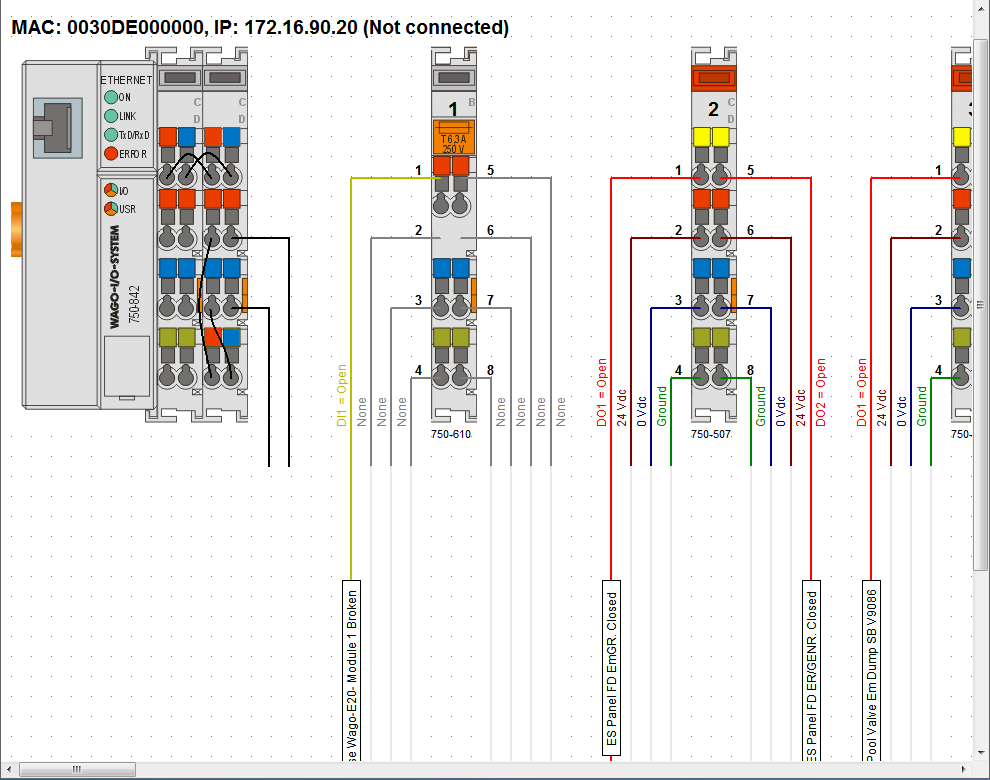 MAC: 0030DE000000, IP: 172.16.90.20 (Not connected)
ETHERNET
ON
LINK
TxD/RxD
ERROR
I/O
USR
WAGO-I/O-SYSTEM
750-842
C
D
C
D
1
B
T 6,3A
250 V
1
2
3
4
5
6
7
8
DI1 = Open
None
None
None
None
None
None
None
750-610
se Wago-E20- Module 1 Broken
2
C
D
1
2
3
4
5
6
7
8
DO1 = Open
24 Vdc
0 Vdc
Ground
Ground
0 Vdc
24 Vdc
DO2 = Open
750-507
ES Panel FD EmGR. Closed
ES Panel FD ER/GENR. Closed
1
2
3
4
DO1 = Open
24 Vdc
0 Vdc
Ground
750-
Pool Valve Em Dump SB V9086